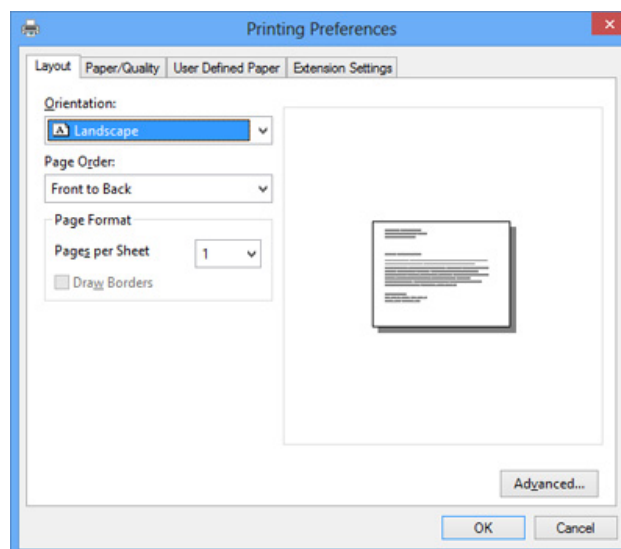 Printing Preferences
Layout Paper/Quality User Defined Paper Extension Settings
Orientation:
A Landscape
Page Order:
Front to Back
Page Format
Pages per Sheet 1
Draw Borders
Advanced...
OK Cancel